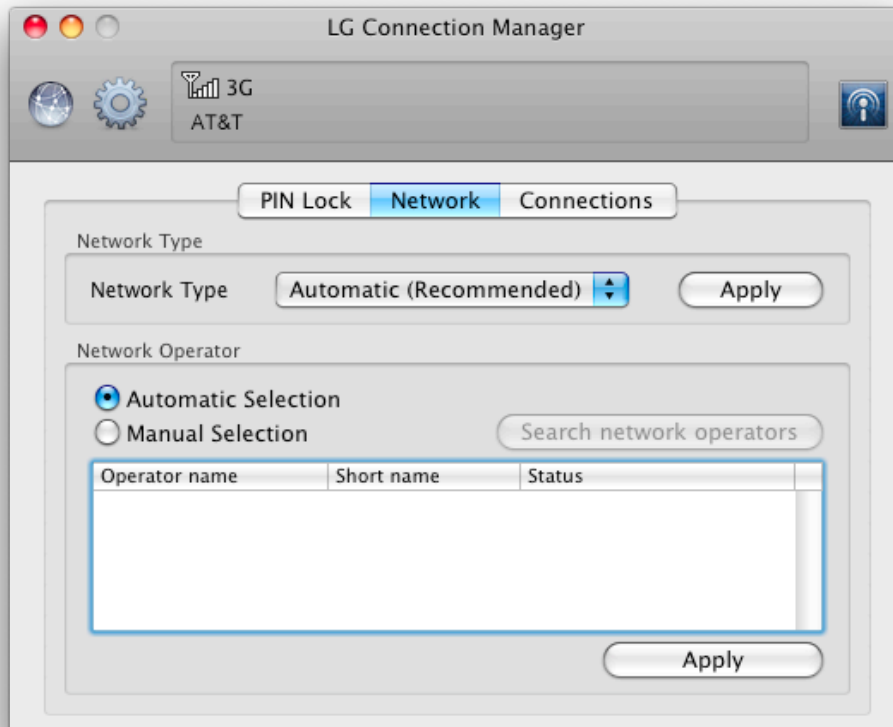 LG Connection Manager
3G
AT&T
PIN Lock Network Connections
Network Type
Network Type Automatic (Recommended) Apply
Network Operator
Automatic Selection
Manual Selection Search network operators
Operator name Short name Status
Apply